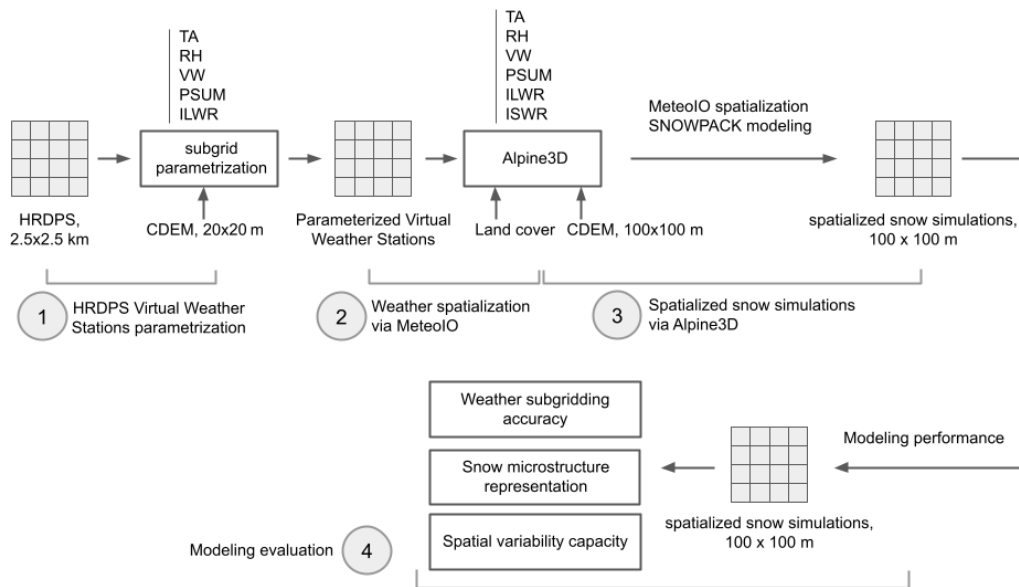 TA
RH
VW
PSUM
ILWR
subgrid
parametrization
HRDPS,
2.5x2.5 km
CDEM, 20x20 m
Parameterized Virtual
Weather Stations
TA
RH
VW
PSUM
ILWR
ISWR
Alpine3D
Land cover
CDEM, 100x100 m
MeteoIO spatialization
SNOWPACK modeling
spatialized snow simulations,
100 x 100 m
1
HRDPS Virtual Weather
Stations parametrization
2
Weather spatialization
via MeteoIO
3
Spatialized snow simulations
via Alpine3D
Modeling performance
spatialized snow simulations,
100 x 100 m
Weather subgridding
accuracy
Snow microstructure
representation
Spatial variability capacity
Modeling evaluation
4